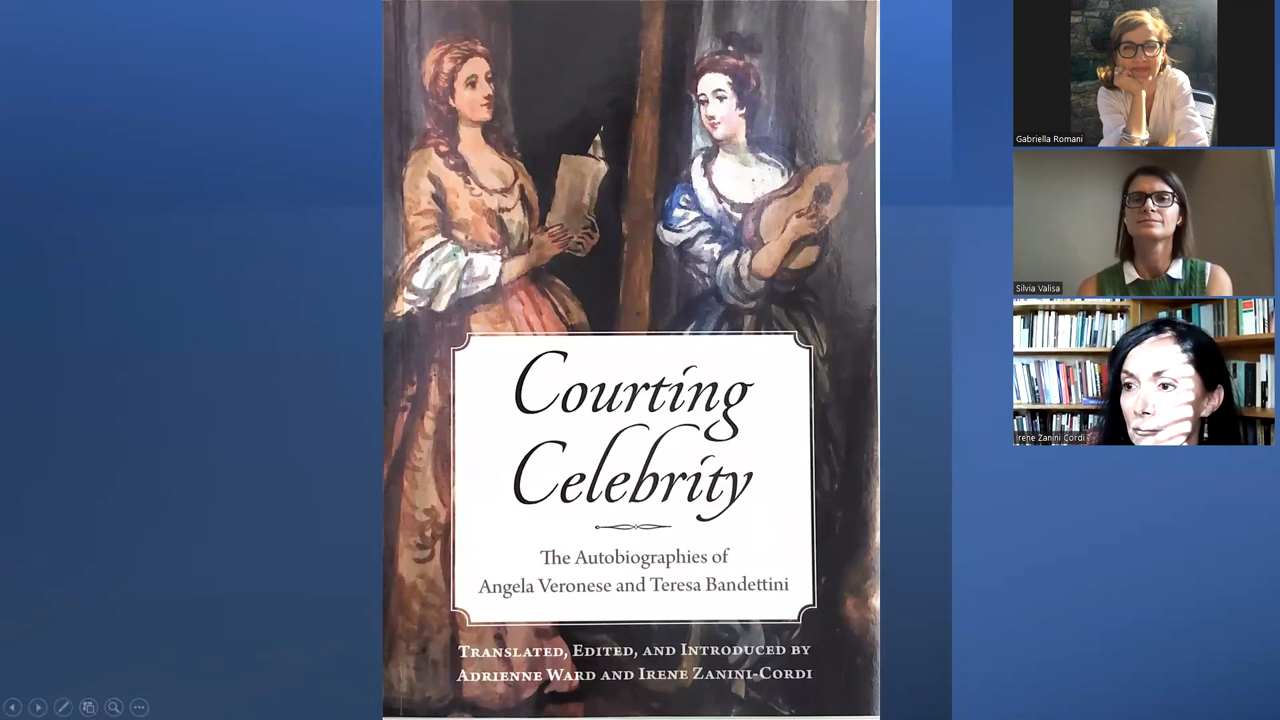 Courting
Celebrity
The Autobiographies of
Angela Veronese and Teresa Bandettini
Translated, Edited, and Introduced by
Adrienne Ward and Irene Zanini-Cordi
Gabriella Romani
Silvia Valisa
Irene Zanini Cordi